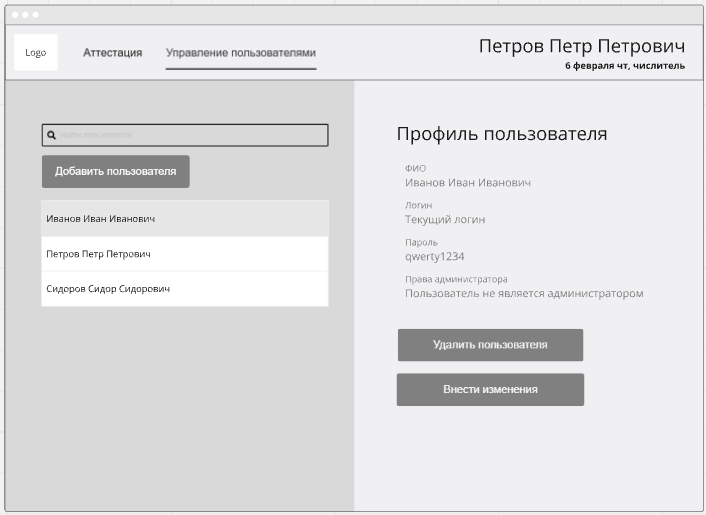 Logo
Аттестация
Управление пользователями
Петров Петр Петрович
6 февраля чт, числитель
Найти пользователя
Добавить пользователя
Иванов Иван Иванович
Петров Петр Петрович
Сидоров Сидор Сидорович
Профиль пользователя
ФИО
Иванов Иван Иванович
Логин
Текущий логин
Пароль
qwerty1234
Права администратора
Пользователь не является администратором
Удалить пользователя
Внести изменения